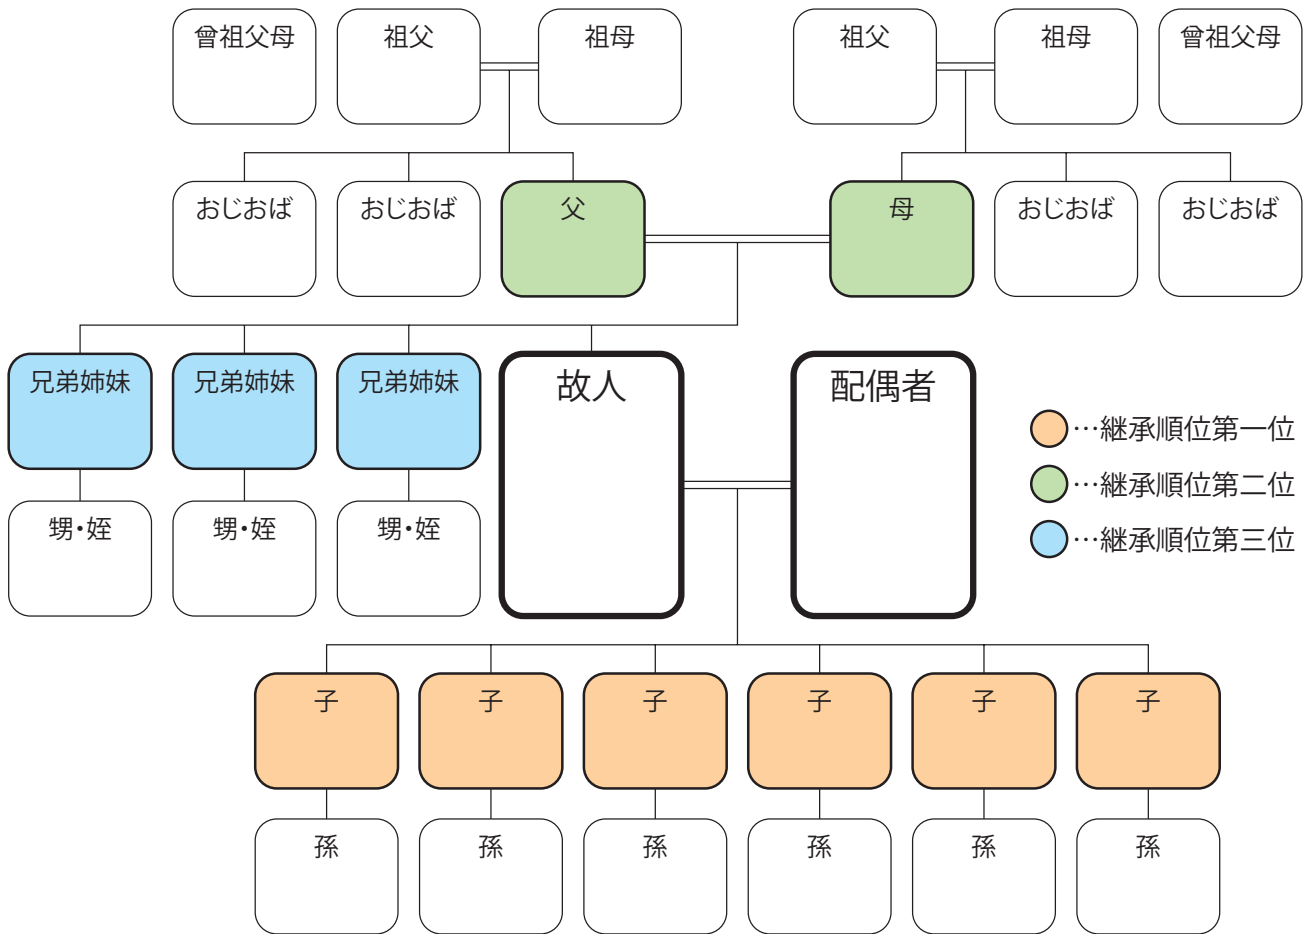 曾祖父母
祖父
祖母
祖父
祖母
曾祖父母
おじおば
おじおば
父
母
おじおば
おじおば
兄弟姉妹
兄弟姉妹
兄弟姉妹
故人
配偶者
…継承順位第一位
…継承順位第二位
…継承順位第三位
甥・姪
甥・姪
甥・姪
子
子
子
子
子
子
孫
孫
孫
孫
孫
孫